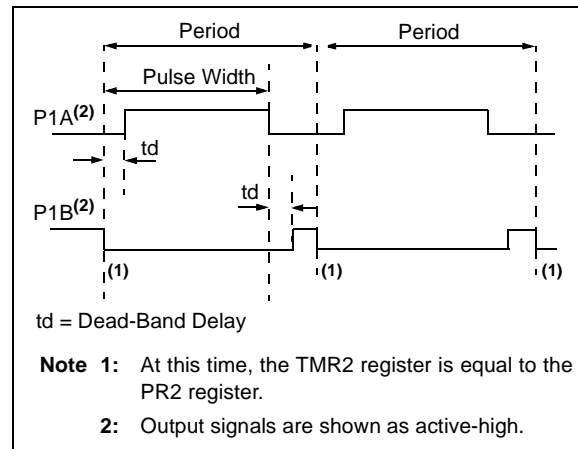 Period Period
Pulse Width
P1A(2)
td
td
P1B(2)
(1) (1) (1)
td = Dead-Band Delay
Note 1: At this time, the TMR2 register is equal to the
PR2 register.
2: Output signals are shown as active-high.